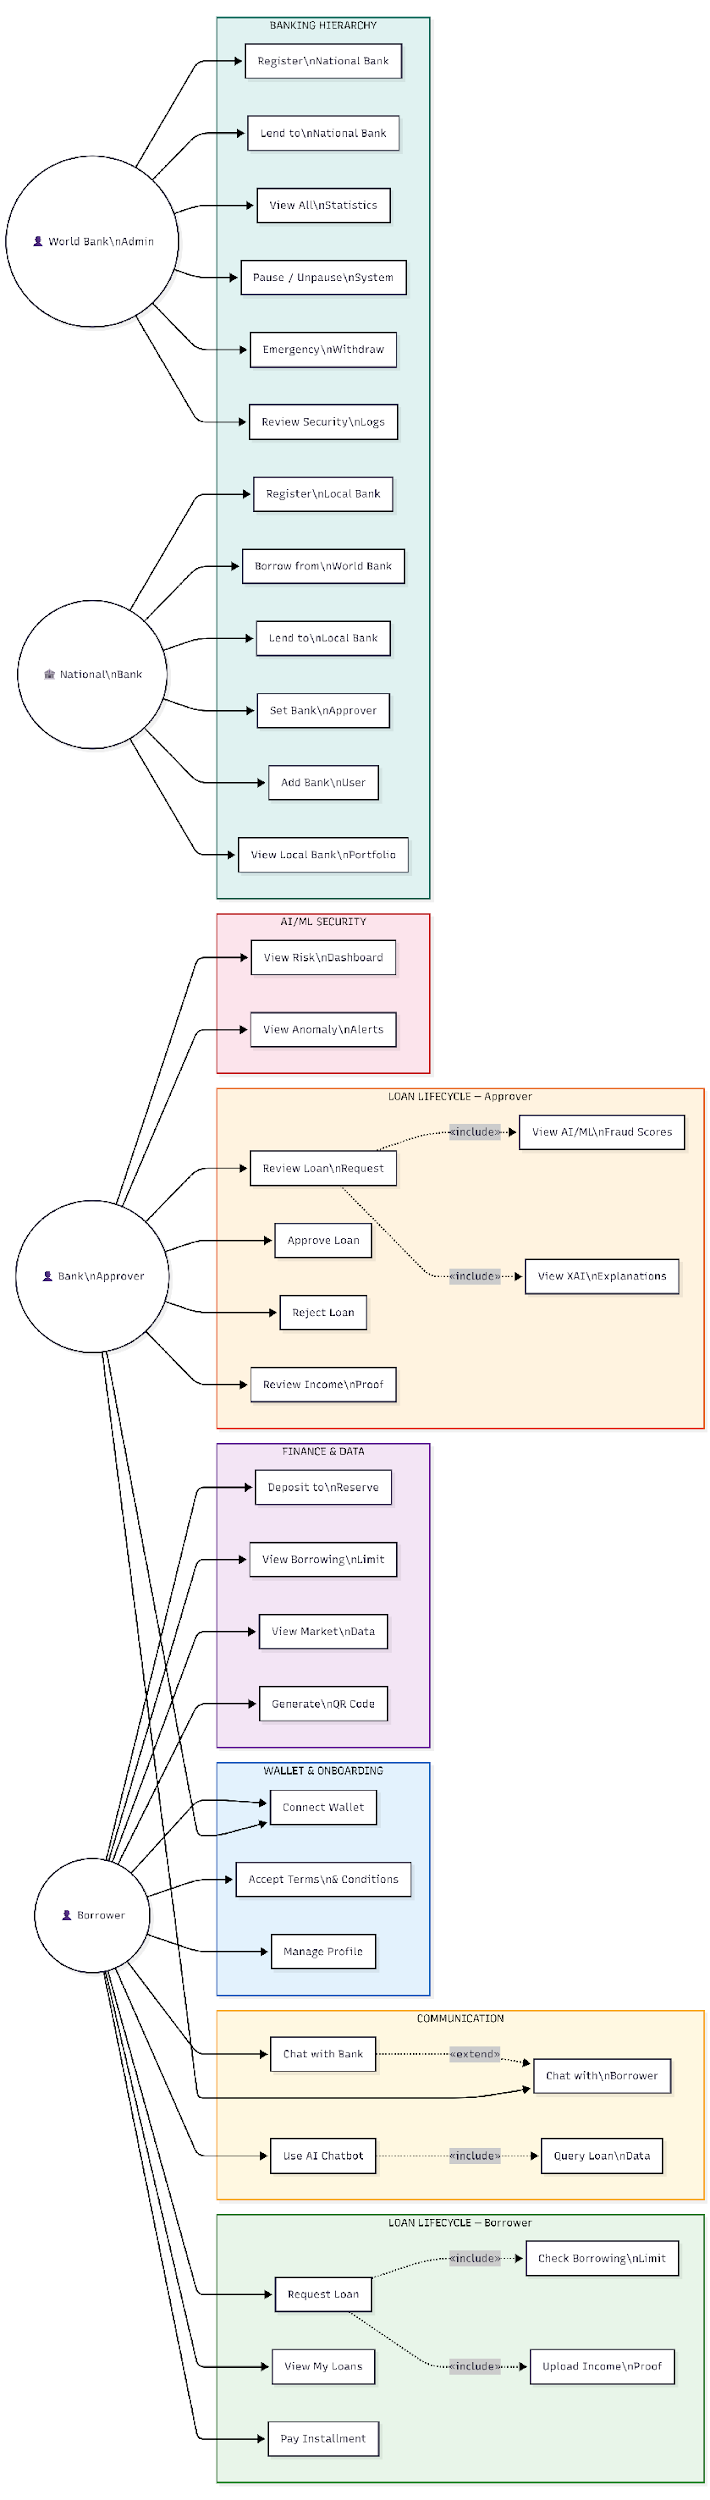 BANKING HIERARCHY
Register\nNational Bank
Lend to\nNational Bank
View All\nStatistics
👤 World Bank\nAdmin
Pause / Unpause\nSystem
Emergency\nWithdraw
Review Security\nLogs
Register\nLocal Bank
Borrow from\nWorld Bank
Lend to\nLocal Bank
🏛 National\nBank
Set Bank\nApprover
Add Bank\nUser
View Local Bank\nPortfolio
AI/ML SECURITY
View Risk\nDashboard
View Anomaly\nAlerts
LOAN LIFECYCLE — Approver
«include»
View AI/ML\nFraud Scores
Review Loan\nRequest
Approve Loan
👤 Bank\nApprover
«include»
View XAI\nExplanations
Reject Loan
Review Income\nProof
FINANCE & DATA
Deposit to\nReserve
View Borrowing\nLimit
View Market\nData
Generate\nQR Code
WALLET & ONBOARDING
Connect Wallet
Accept Terms\n& Conditions
👤 Borrower
Manage Profile
COMMUNICATION
Chat with Bank
«extend»
Chat with\nBorrower
Use AI Chatbot
«include»
Query Loan\nData
LOAN LIFECYCLE — Borrower
«include»
Check Borrowing\nLimit
Request Loan
View My Loans
«include»
Upload Income\nProof
Pay Installment